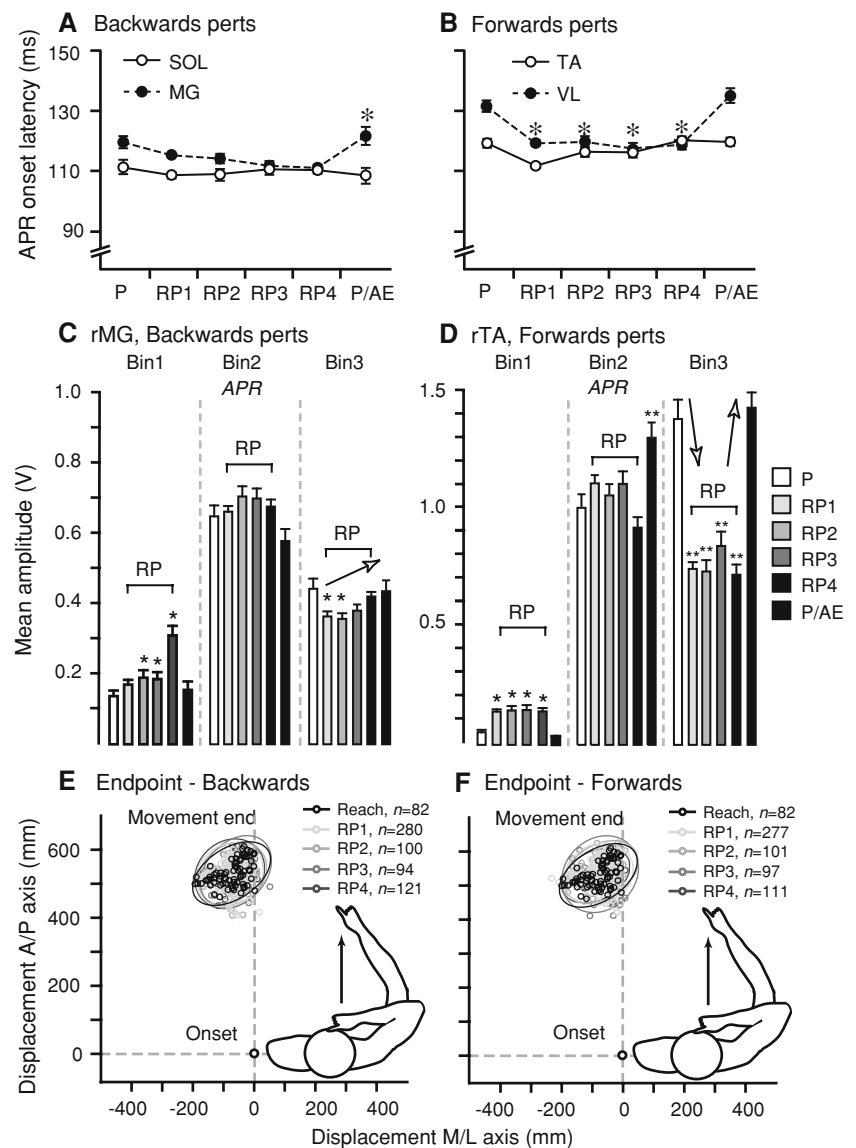 A Backwards perts
B Forwards perts
APR onset latency (ms)
150
130
110
90
SOL
MG
*
P RP1 RP2 RP3 RP4 P/AE
TA
VL
* * * *
P RP1 RP2 RP3 RP4 P/AE
C rMG, Backwards perts
Bin1 Bin2 Bin3
APR
Mean amplitude (V)
1.0
0.8
0.6
0.4
0.2
RP
* * *
RP
RP
* *
D rTA, Forwards perts
Bin1 Bin2 Bin3
APR
1.5
1.0
0.5
RP
* * * *
RP
**
RP
** ** ** **
P
RP1
RP2
RP3
RP4
P/AE
E Endpoint - Backwards
Movement end
Reach, n=82
RP1, n=280
RP2, n=100
RP3, n=94
RP4, n=121
Displacement A/P axis (mm)
600
400
200
0
Onset
-400 -200 0 200 400
F Endpoint - Forwards
Movement end
Reach, n=82
RP1, n=277
RP2, n=101
RP3, n=97
RP4, n=111
Onset
-400 -200 0 200 400
Displacement M/L axis (mm)